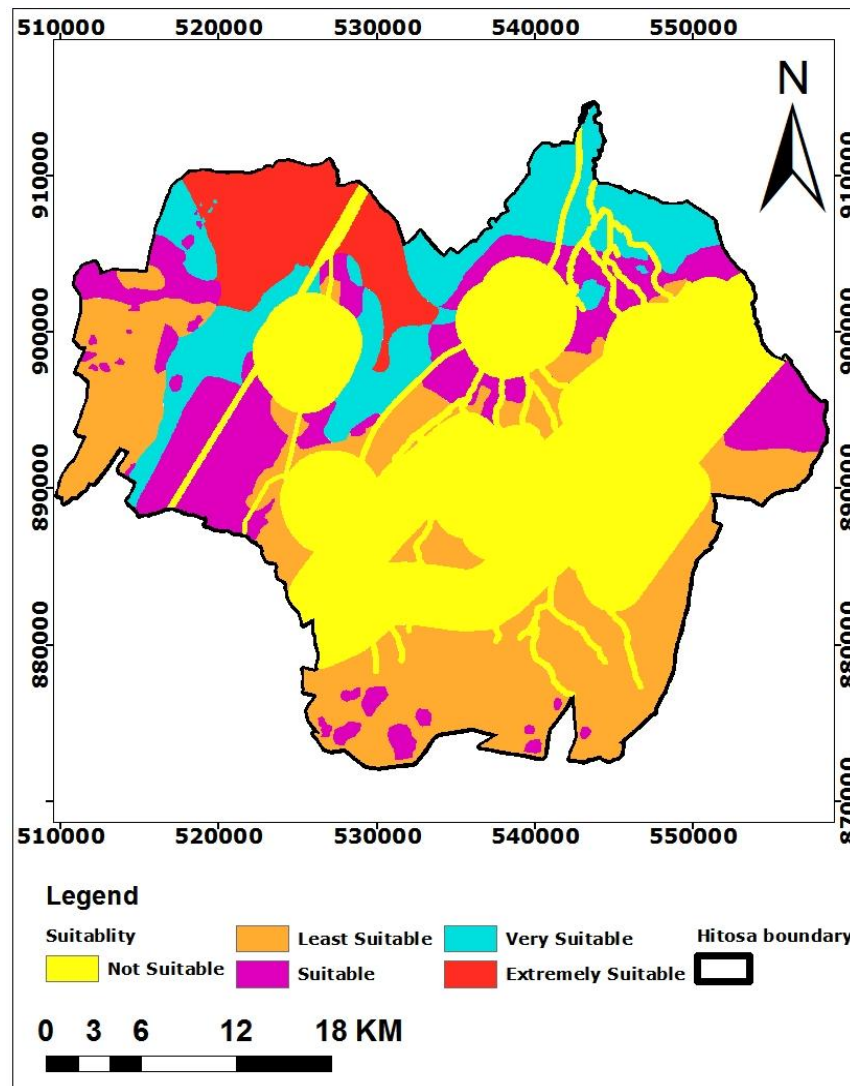 510000 520000 530000 540000 550000
N
910000 910000
900000 900000
890000 890000
880000 880000
870000
510000 520000 530000 540000 550000
Legend
Suitablity
Not Suitable
Least Suitable
Suitable
Very Suitable
Extremely Suitable
Hitosa boundary
0 3 6 12 18 KM